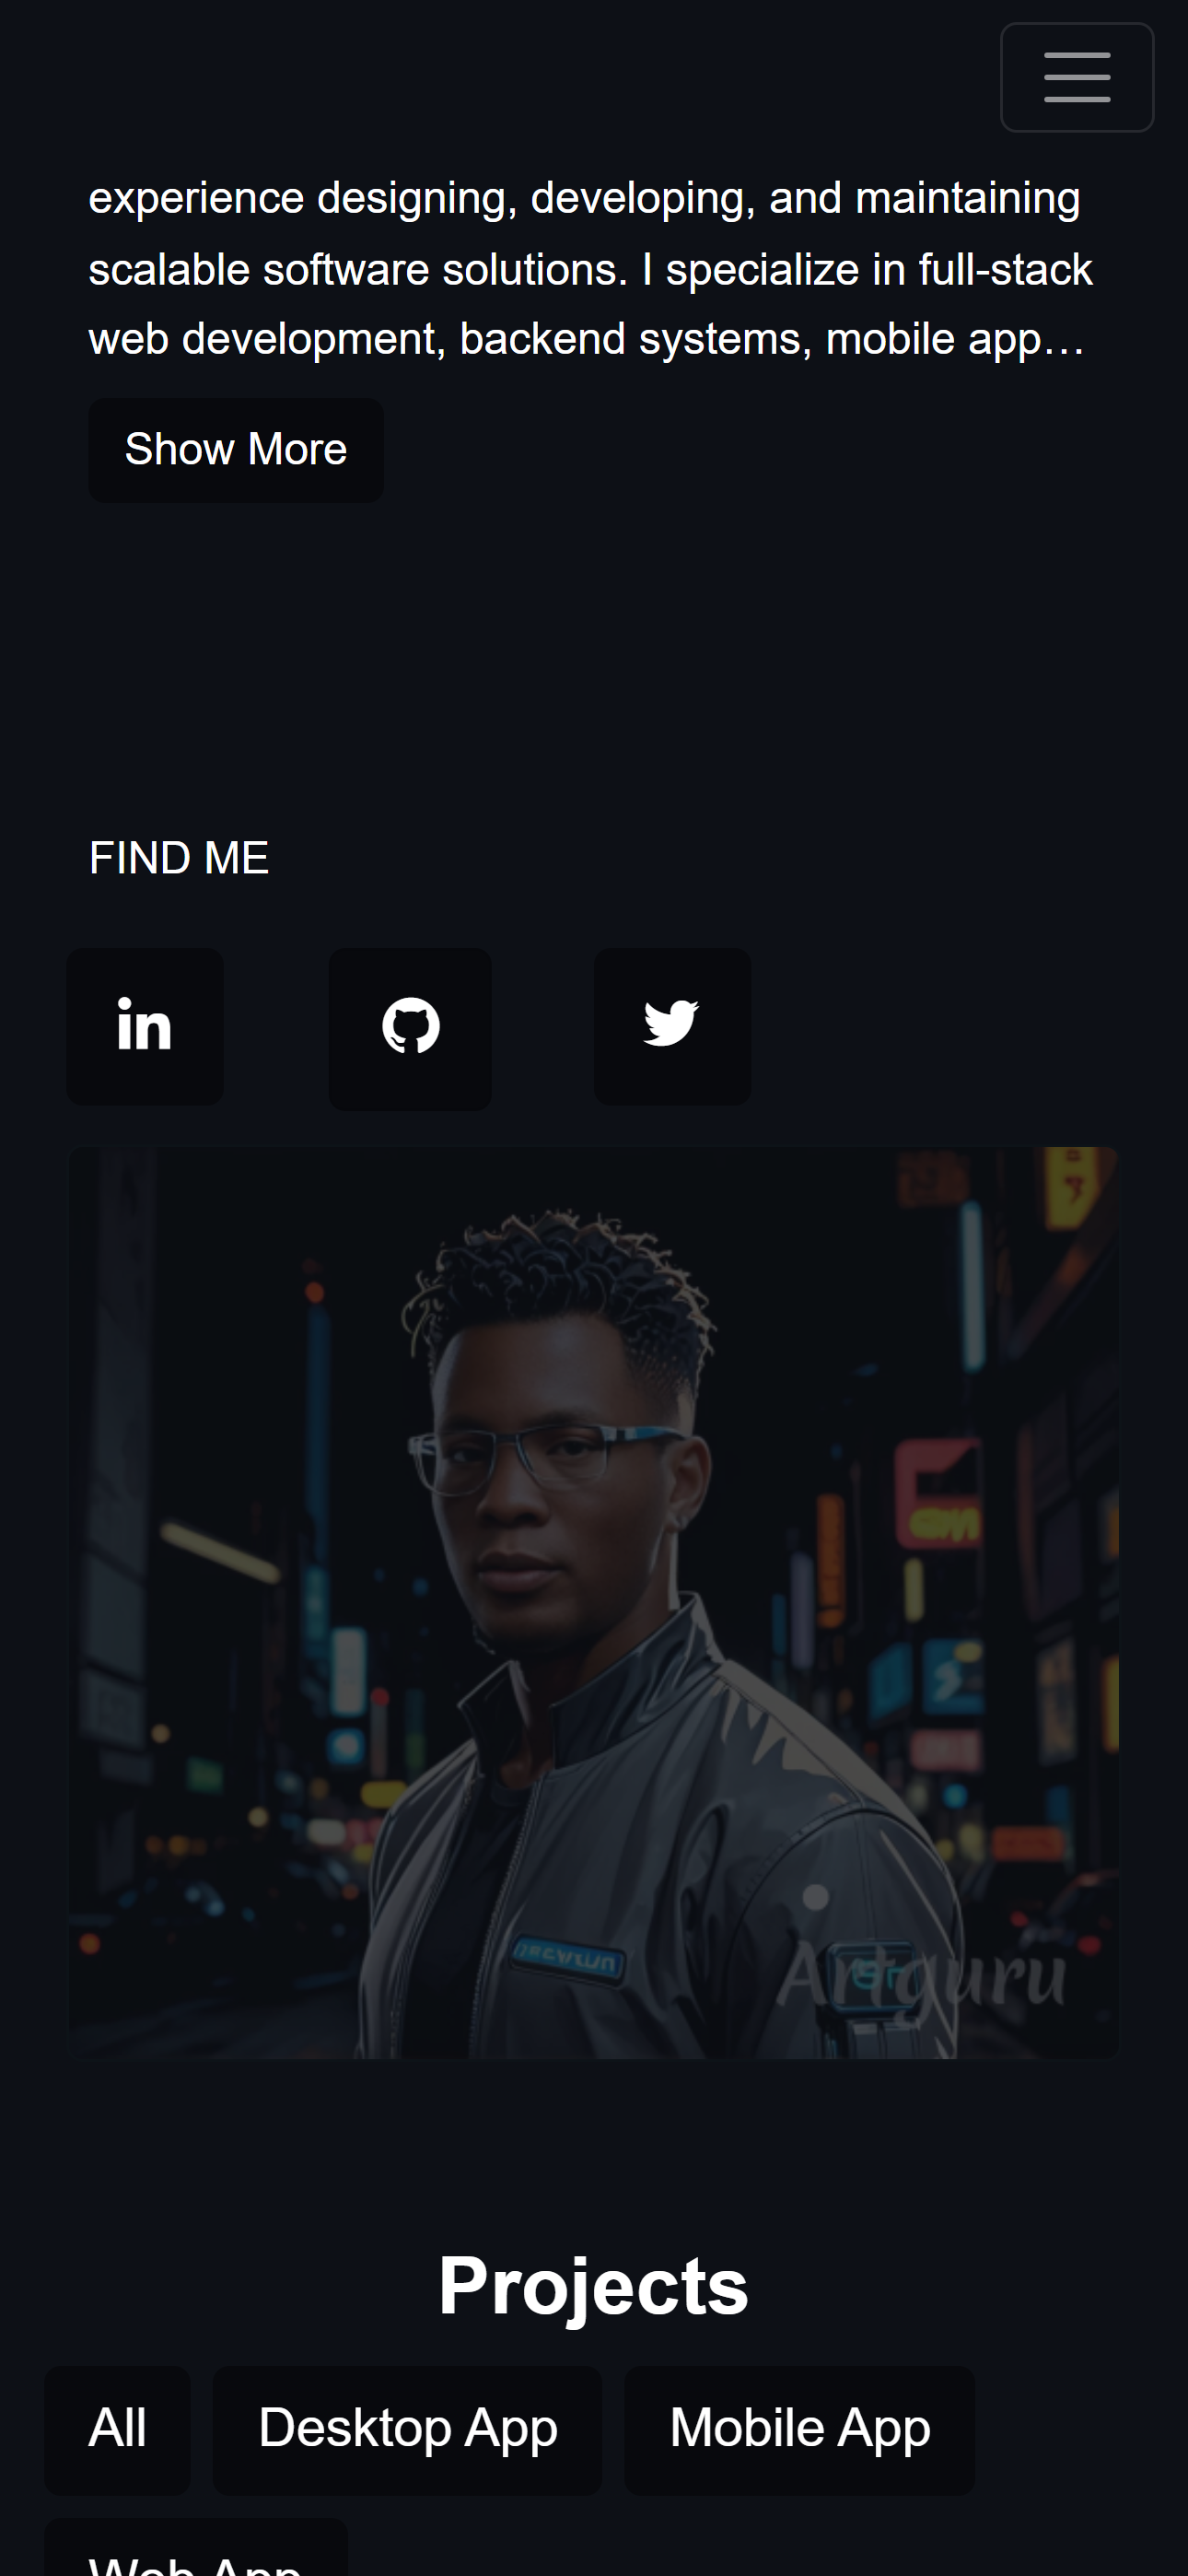 experience designing, developing, and maintaining
scalable software solutions. I specialize in full-stack
web development, backend systems, mobile app...
Show More
FIND ME
in
Artguru
Projects
All
Desktop App
Mobile App
Web App